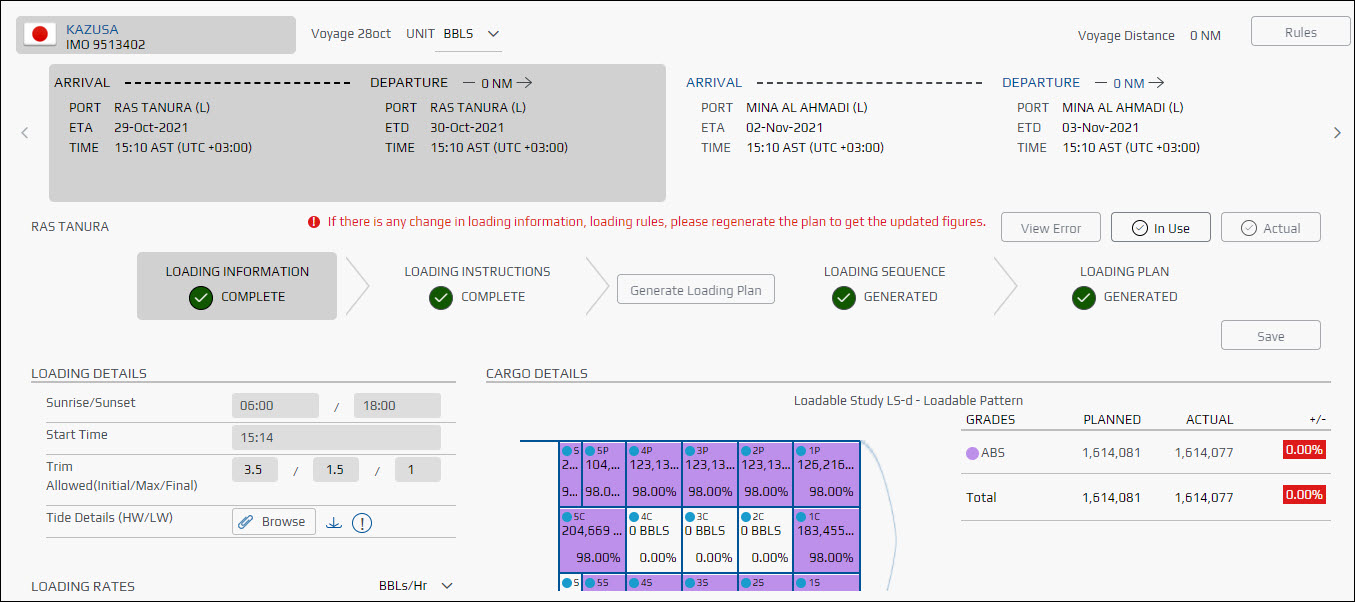 KAZUSA
IMO 9513402
Voyage 28oct UNIT BBLS
Voyage Distance 0 NM
Rules
ARRIVAL DEPARTURE 0 NM
PORT RAS TANURA (L) PORT RAS TANURA (L)
ETA 29-Oct-2021 ETD 30-Oct-2021
TIME 15:10 AST (UTC +03:00) TIME 15:10 AST (UTC +03:00)
ARRIVAL DEPARTURE 0 NM
PORT MINA AL AHMADI (L) PORT MINA AL AHMADI (L)
ETA 02-Nov-2021 ETD 03-Nov-2021
TIME 15:10 AST (UTC +03:00) TIME 15:10 AST (UTC +03:00)
RAS TANURA
If there is any change in loading information, loading rules, please regenerate the plan to get the updated figures.
View Error In Use Actual
LOADING INFORMATION
COMPLETE
LOADING INSTRUCTIONS
COMPLETE
Generate Loading Plan
LOADING SEQUENCE
GENERATED
LOADING PLAN
GENERATED
Save
LOADING DETAILS
Sunrise/Sunset 06:00 / 18:00
Start Time 15:14
Trim
Allowed(Initial/Max/Final) 3.5 / 1.5 / 1
Tide Details (HW/LW) Browse
LOADING RATES BBLs/Hr
CARGO DETAILS
Loadable Study LS-d - Loadable Pattern
S 5P 4P 3P 2P 1P
2... 104,... 123,13... 123,13... 123,13... 126,216...
9... 98.0... 98.00% 98.00% 98.00% 98.00%
5C 4C 3C 2C 1C
204,669 ... 0 BBLS 0 BBLS 0 BBLS 183,455...
98.00% 0.00% 0.00% 0.00% 98.00%
S 5S 4S 3S 2S 1S
GRADES PLANNED ACTUAL +/-
ABS 1,614,081 1,614,077 0.00%
Total 1,614,081 1,614,077 0.00%